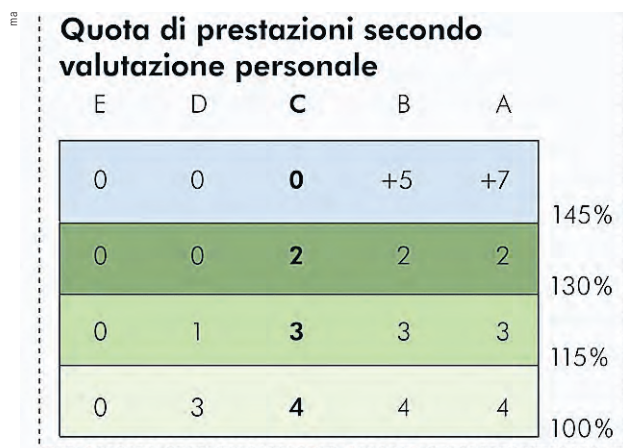 ma
Quota di prestazioni secondo
valutazione personale
E D C B A
0 0 0 +5 +7
145%
0 0 2 2 2
130%
0 1 3 3 3
115%
0 3 4 4 4
100%